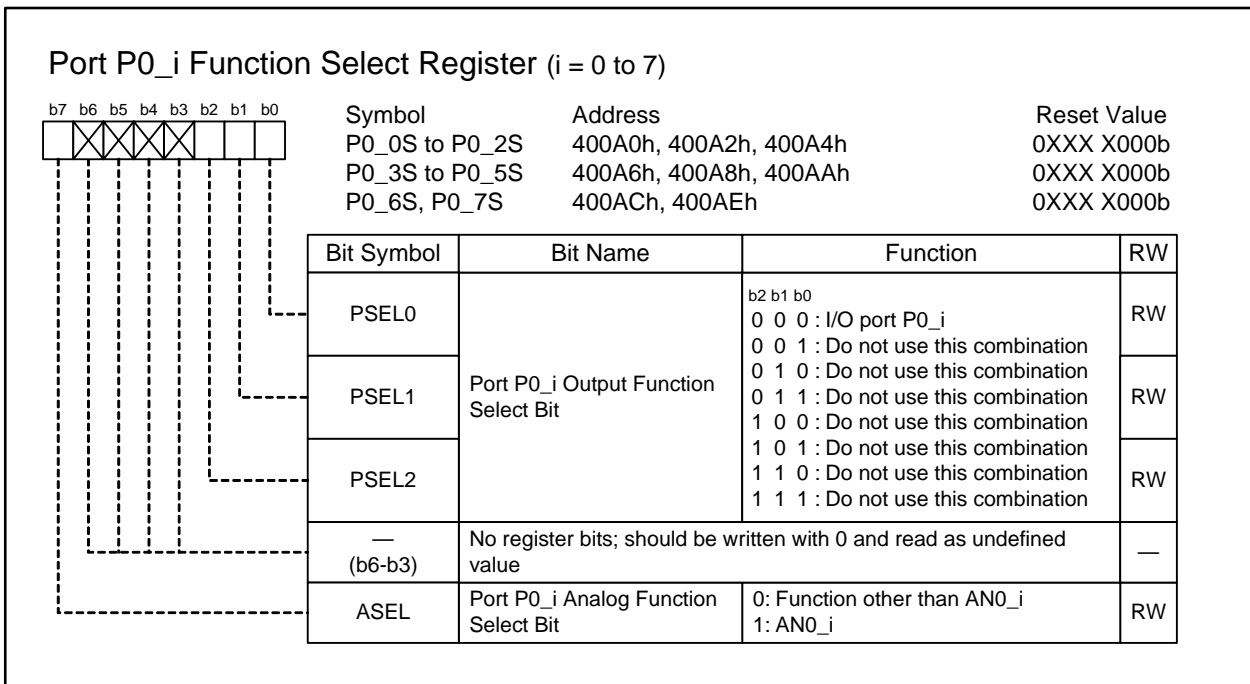 Port P0_i Function Select Register (i = 0 to 7)
b7 b6 b5 b4 b3 b2 b1 b0
Symbol Address Reset Value
P0_0S to P0_2S 400A0h, 400A2h, 400A4h 0XXX X000b
P0_3S to P0_5S 400A6h, 400A8h, 400AAh 0XXX X000b
P0_6S, P0_7S 400ACh, 400AEh 0XXX X000b
Bit Symbol Bit Name Function RW
PSEL0
PSEL1
PSEL2
Port P0_i Output Function
Select Bit
b2 b1 b0
0 0 0 : I/O port P0_i
0 0 1 : Do not use this combination
0 1 0 : Do not use this combination
0 1 1 : Do not use this combination
1 0 0 : Do not use this combination
1 0 1 : Do not use this combination
1 1 0 : Do not use this combination
1 1 1 : Do not use this combination
RW
RW
RW
—
(b6-b3)
No register bits; should be written with 0 and read as undefined
value
—
ASEL
Port P0_i Analog Function
Select Bit
0: Function other than AN0_i
1: AN0_i
RW